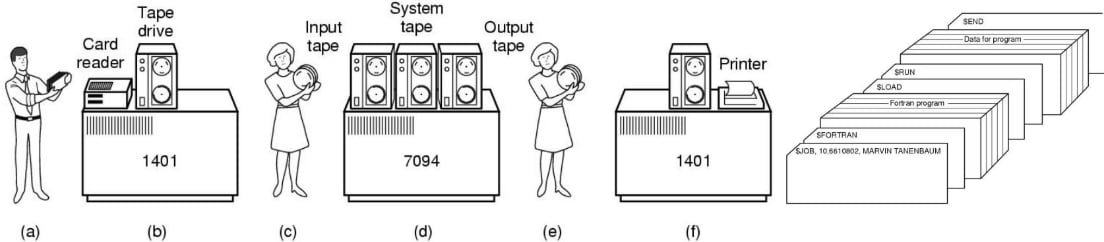 Tape
drive
Card
reader
1401
Input
tape
System
tape
7094
Output
tape
Printer
1401
(a)
(b)
(c)
(d)
(e)
(f)
$END
Data for program
$RUN
$LOAD
Fortran program
$FORTRAN
$JOB, 10,6610802, MARVIN TANENBAUM